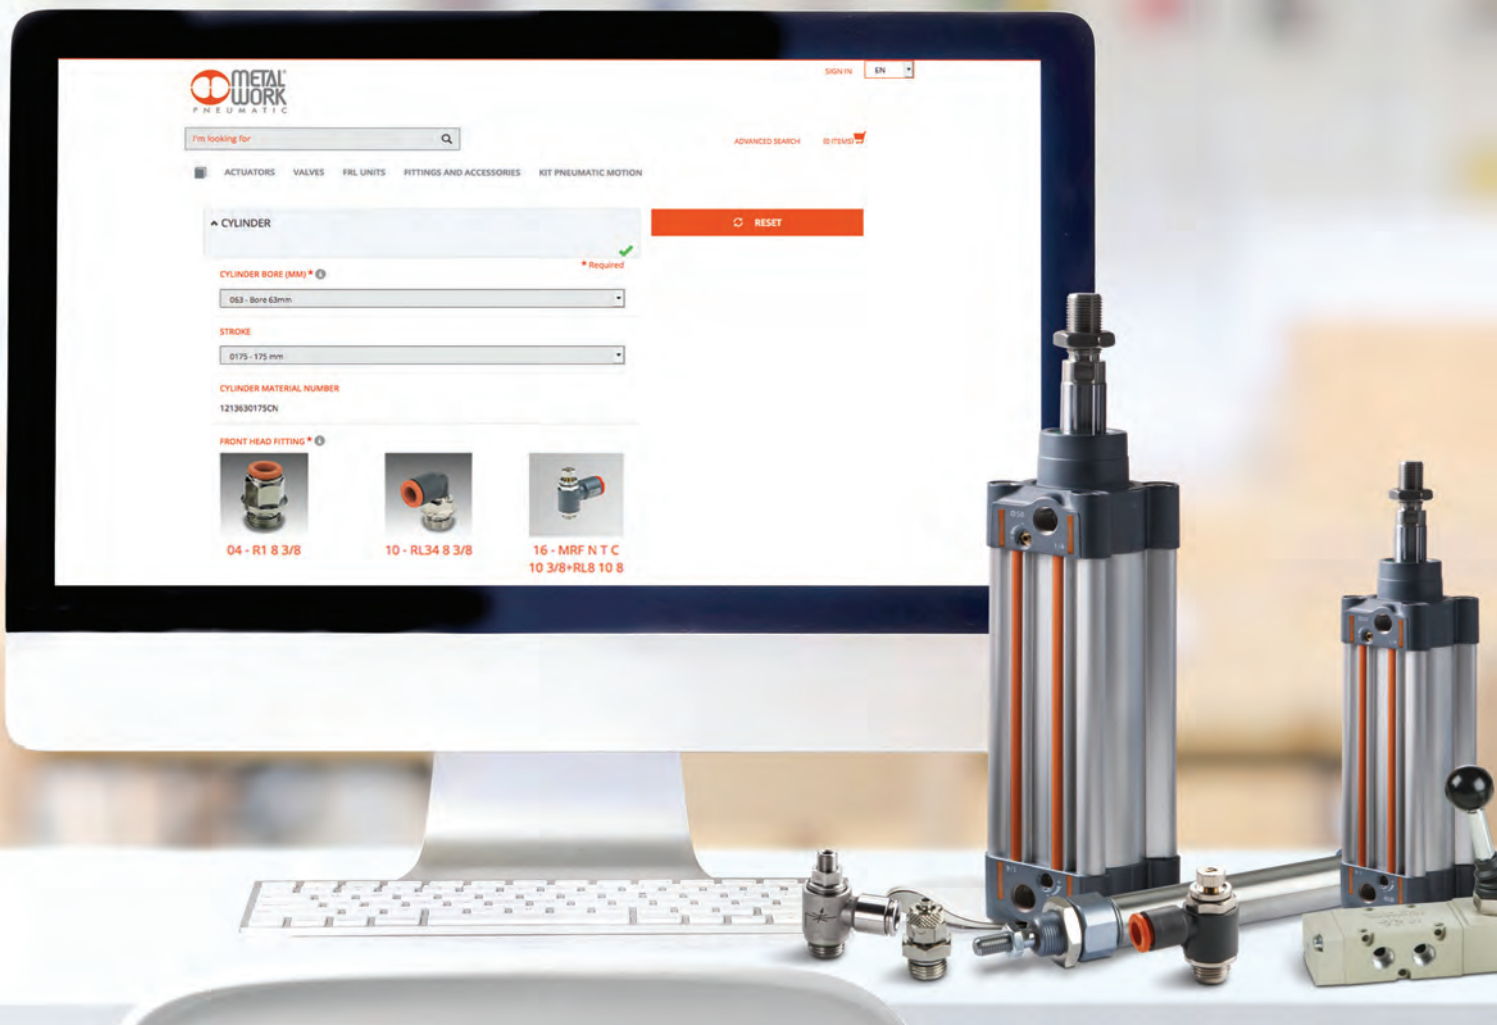 METAL
WORK
PNEUMATIC
SIGN IN
EN
I'm looking for
ADVANCED SEARCH
(0 ITEMS)
ACTUATORS
VALVES
FRL UNITS
FITTINGS AND ACCESSORIES
KIT PNEUMATIC MOTION
CYLINDER
RESET
* Required
CYLINDER BORE (MM) *
063 - Bore 63mm
STROKE
0175 - 175 mm
CYLINDER MATERIAL NUMBER
1213630175CN
FRONT HEAD FITTING *
04 - R1 8 3/8
10 - RL34 8 3/8
16 - MRF N T C
10 3/8+RL8 10 8